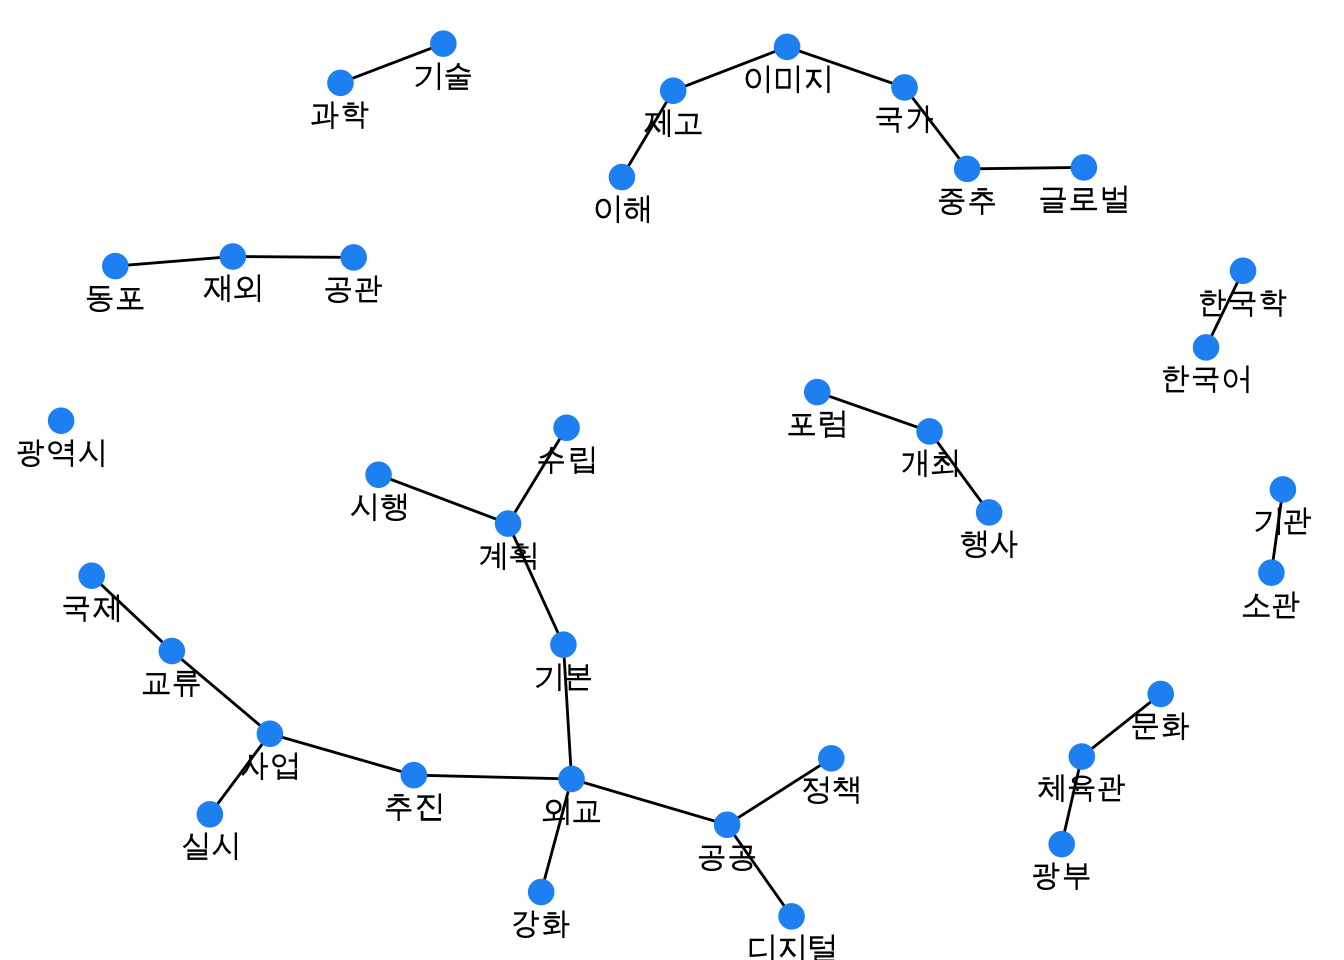 기술
이미지
과학
제고
국가
이해
중추
글로벌
동포
재외
공관
한국학
한국어
포럼
광역시
수립
개최
시행
기관
행사
계획
국제
소관
기본
교류
문화
사업
체육관
정책
추진
외교
실시
공공
광부
강화
디지털